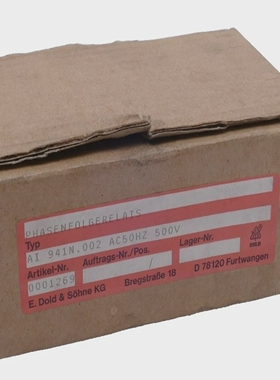 PHASENFOLGERELAIS
Typ
AI 941N.002 AC50HZ 500V
Artikel-Nr. Auftrags-Nr./Pos. Lager-Nr.
0001269 /
DOLD
E. Dold & Söhne KG Bregstraße 18 D 78120 Furtwangen